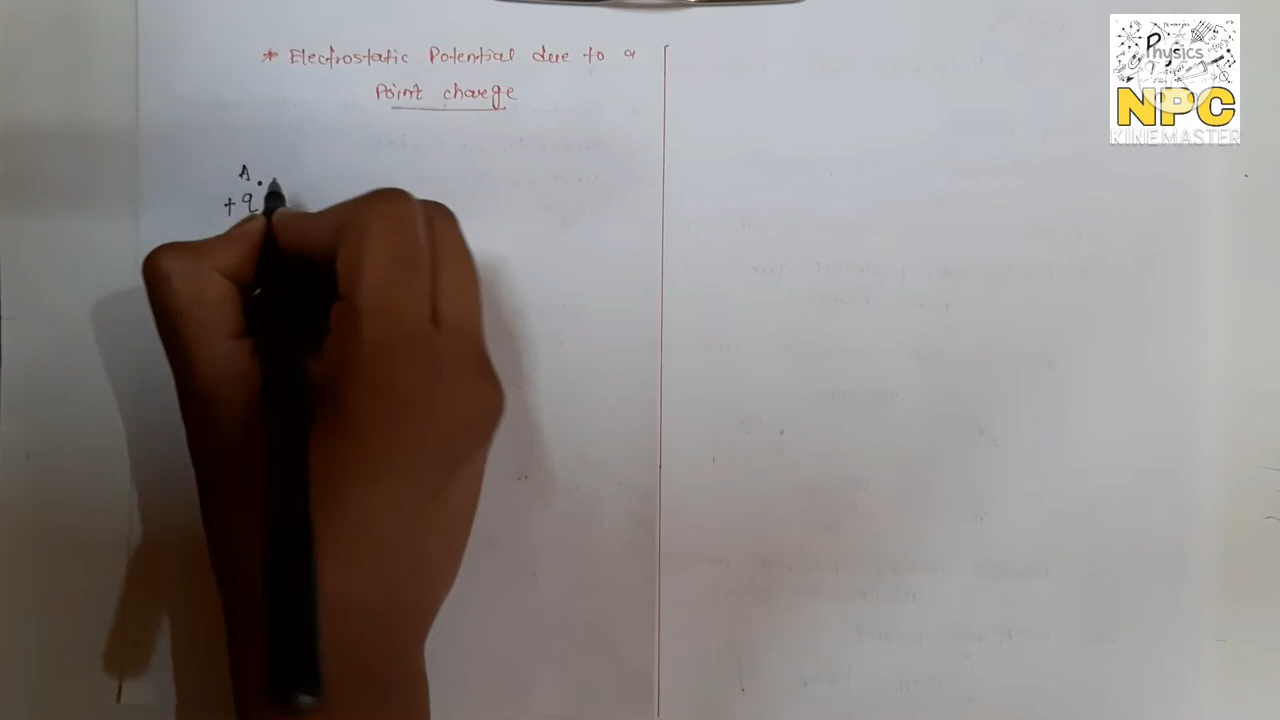 * Electrostatic Potential due to a
Point charge
A.
+q
Physics
NPC
KINEMASTER